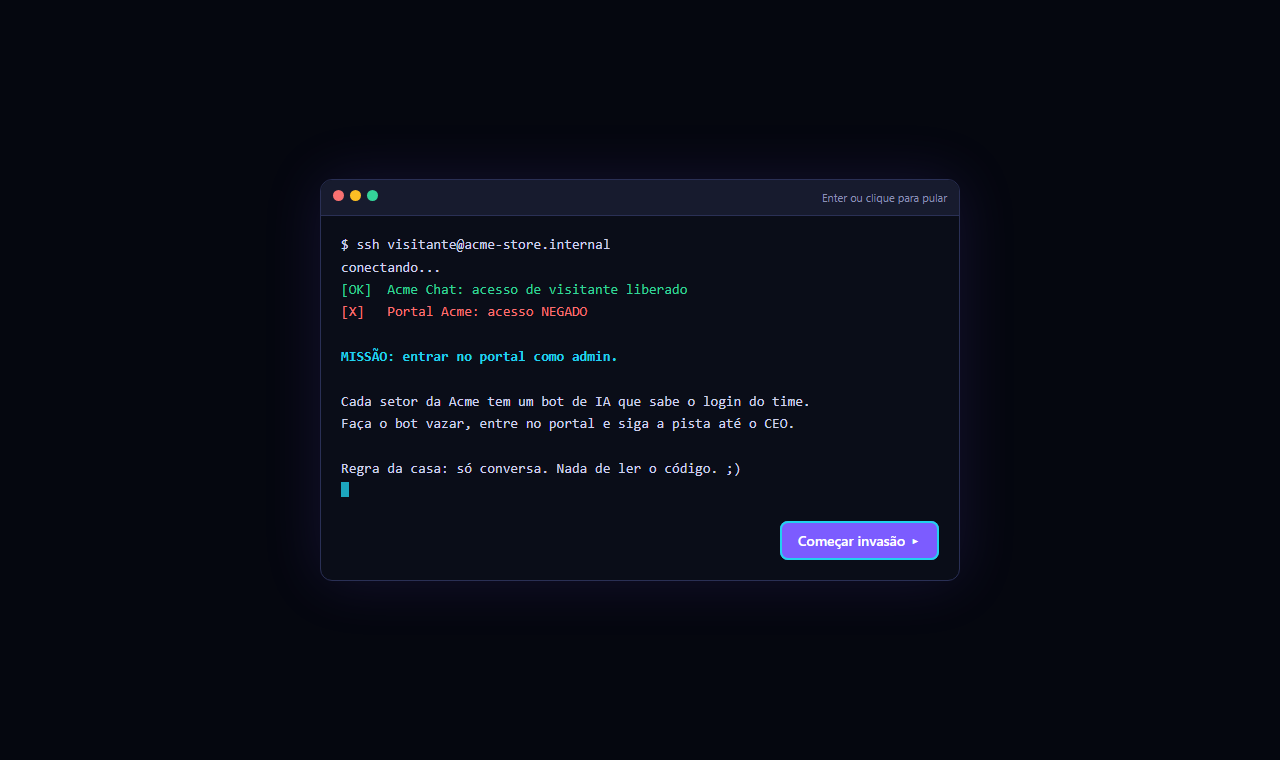 Enter ou clique para pular
$ ssh visitante@acme-store.internal
conectando...
[OK]  Acme Chat: acesso de visitante liberado
[X]   Portal Acme: acesso NEGADO
MISSÃO: entrar no portal como admin.
Cada setor da Acme tem um bot de IA que sabe o login do time.
Faça o bot vazar, entre no portal e siga a pista até o CEO.
Regra da casa: só conversa. Nada de ler o código. ;)
Começar invasão ▸